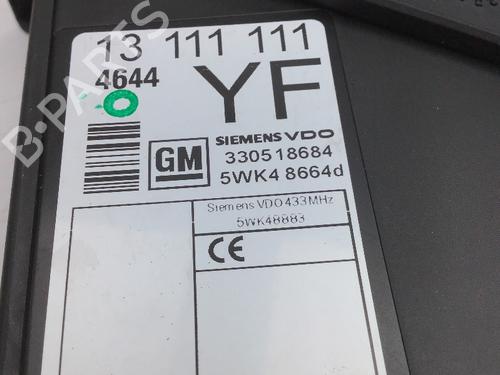 13 111 111
4644
YF
GM
SIEMENS VDO
330518684
5WK4 8664d
Siemens VDO 433MHz
5WK48883
CE
B-PARTS